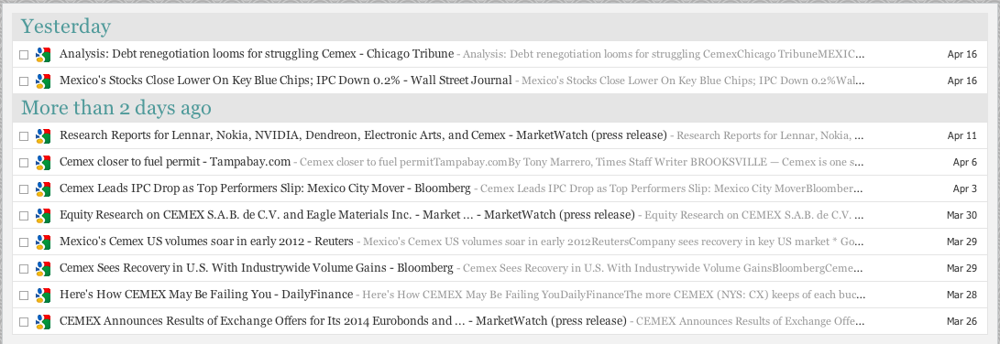 Yesterday
Analysis: Debt renegotiation looms for struggling Cemex - Chicago Tribune - Analysis: Debt renegotiation looms for struggling CemexChicago TribuneMEXIC... Apr 16
Mexico's Stocks Close Lower On Key Blue Chips; IPC Down 0.2% - Wall Street Journal - Mexico's Stocks Close Lower On Key Blue Chips; IPC Down 0.2%Wal... Apr 16
More than 2 days ago
Research Reports for Lennar, Nokia, NVIDIA, Dendreon, Electronic Arts, and Cemex - MarketWatch (press release) - Research Reports for Lennar, Nokia, ... Apr 11
Cemex closer to fuel permit - Tampabay.com - Cemex closer to fuel permitTampabay.comBy Tony Marrero, Times Staff Writer BROOKSVILLE — Cemex is one s... Apr 6
Cemex Leads IPC Drop as Top Performers Slip: Mexico City Mover - Bloomberg - Cemex Leads IPC Drop as Top Performers Slip: Mexico City MoverBloomber... Apr 3
Equity Research on CEMEX S.A.B. de C.V. and Eagle Materials Inc. - Market ... - MarketWatch (press release) - Equity Research on CEMEX S.A.B. de C.V. ... Mar 30
Mexico's Cemex US volumes soar in early 2012 - Reuters - Mexico's Cemex US volumes soar in early 2012ReutersCompany sees recovery in key US market * Go... Mar 29
Cemex Sees Recovery in U.S. With Industrywide Volume Gains - Bloomberg - Cemex Sees Recovery in U.S. With Industrywide Volume GainsBloombergCeme... Mar 29
Here's How CEMEX May Be Failing You - DailyFinance - Here's How CEMEX May Be Failing YouDailyFinanceThe more CEMEX (NYS: CX) keeps of each buc... Mar 28
CEMEX Announces Results of Exchange Offers for Its 2014 Eurobonds and ... - MarketWatch (press release) - CEMEX Announces Results of Exchange Offe... Mar 26